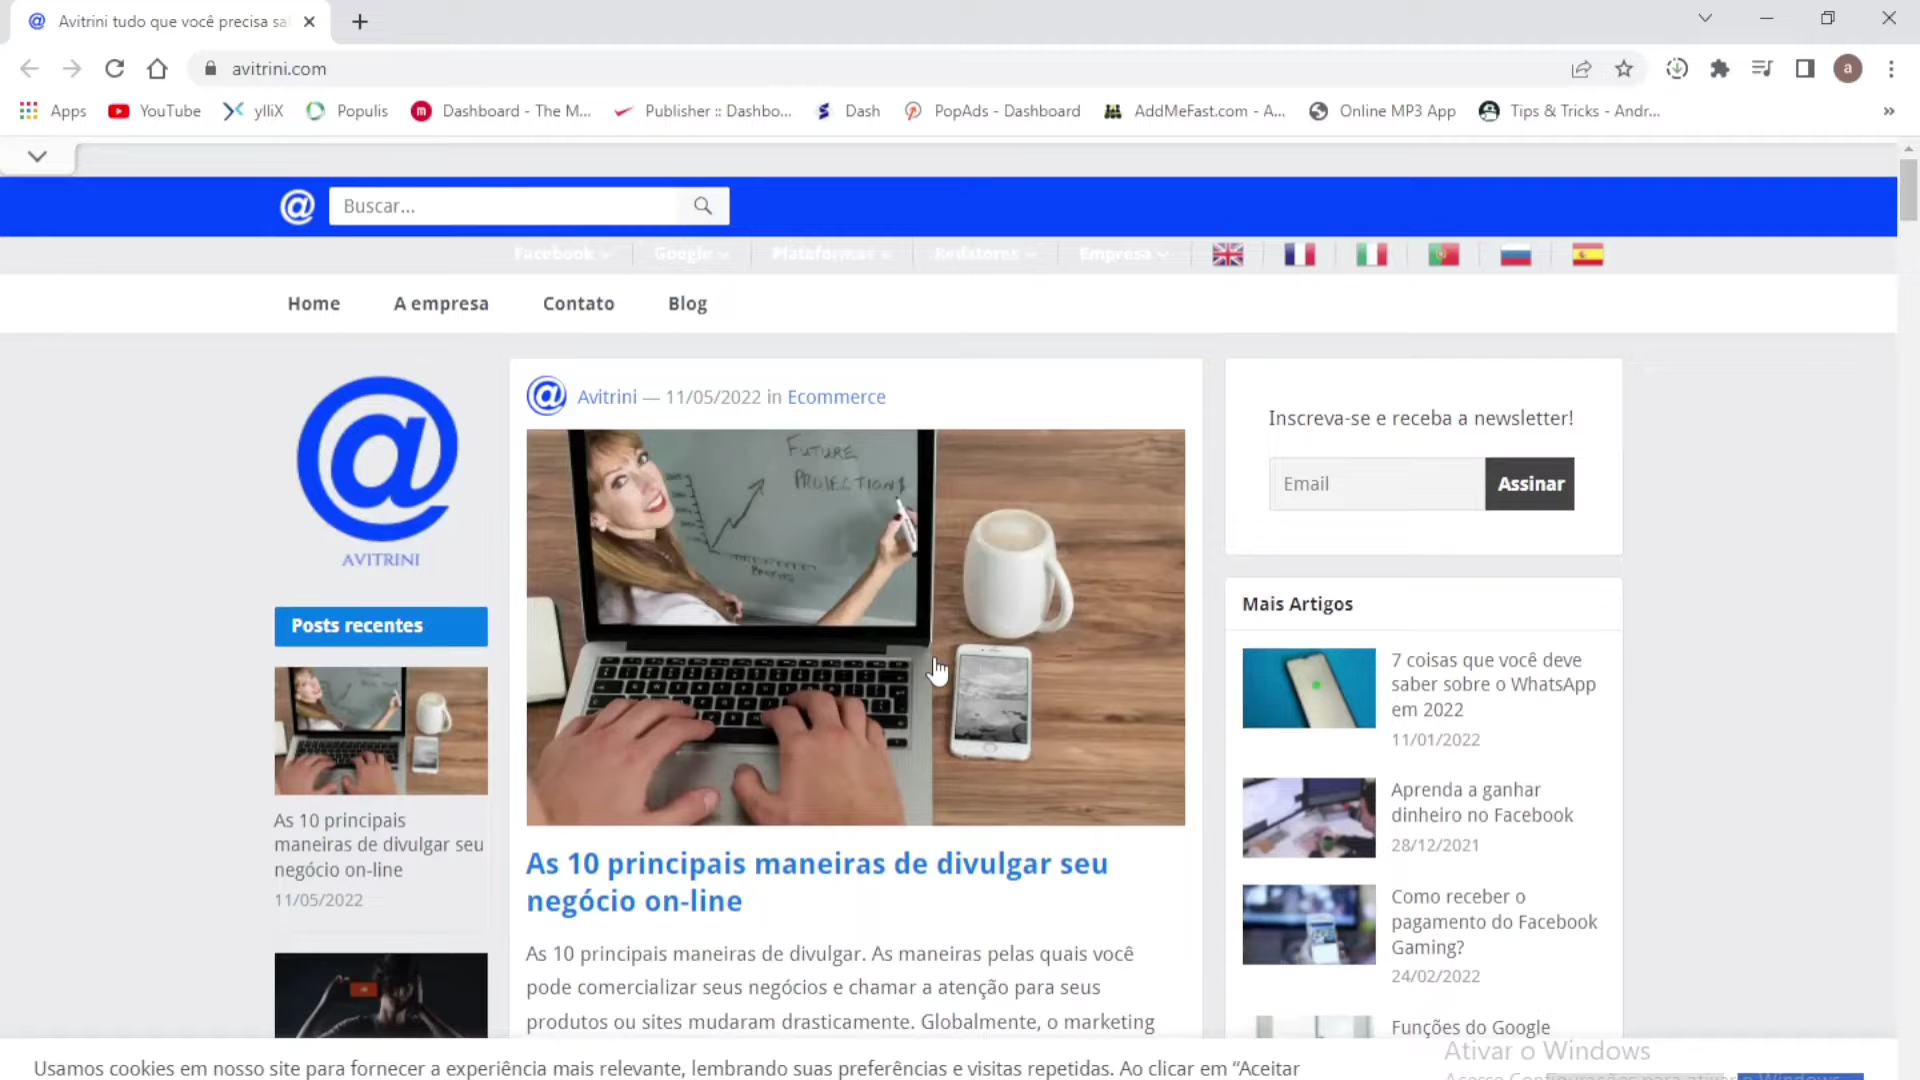 Avitrini tudo que você precisa sa
avitrini.com
Apps
YouTube
ylliX
Populis
Dashboard - The M...
Publisher :: Dashbo...
Dash
PopAds - Dashboard
AddMeFast.com - A...
Online MP3 App
Tips & Tricks - Andr...
Buscar...
Facebook
Google
Plataformas
Redatores
Empresa
Home
A empresa
Contato
Blog
AVITRINI
Posts recentes
As 10 principais
maneiras de divulgar seu
negócio on-line
11/05/2022
Avitrini — 11/05/2022 in Ecommerce
FUTURE
PROJECTIONS
As 10 principais maneiras de divulgar seu
negócio on-line
As 10 principais maneiras de divulgar. As maneiras pelas quais você
pode comercializar seus negócios e chamar a atenção para seus
produtos ou sites mudaram drasticamente. Globalmente, o marketing
Inscreva-se e receba a newsletter!
Email
Assinar
Mais Artigos
7 coisas que você deve
saber sobre o WhatsApp
em 2022
11/01/2022
Aprenda a ganhar
dinheiro no Facebook
28/12/2021
Como receber o
pagamento do Facebook
Gaming?
24/02/2022
Funções do Google
Ativar o Windows
Usamos cookies em nosso site para fornecer a experiência mais relevante, lembrando suas preferências e visitas repetidas. Ao clicar em “Aceitar